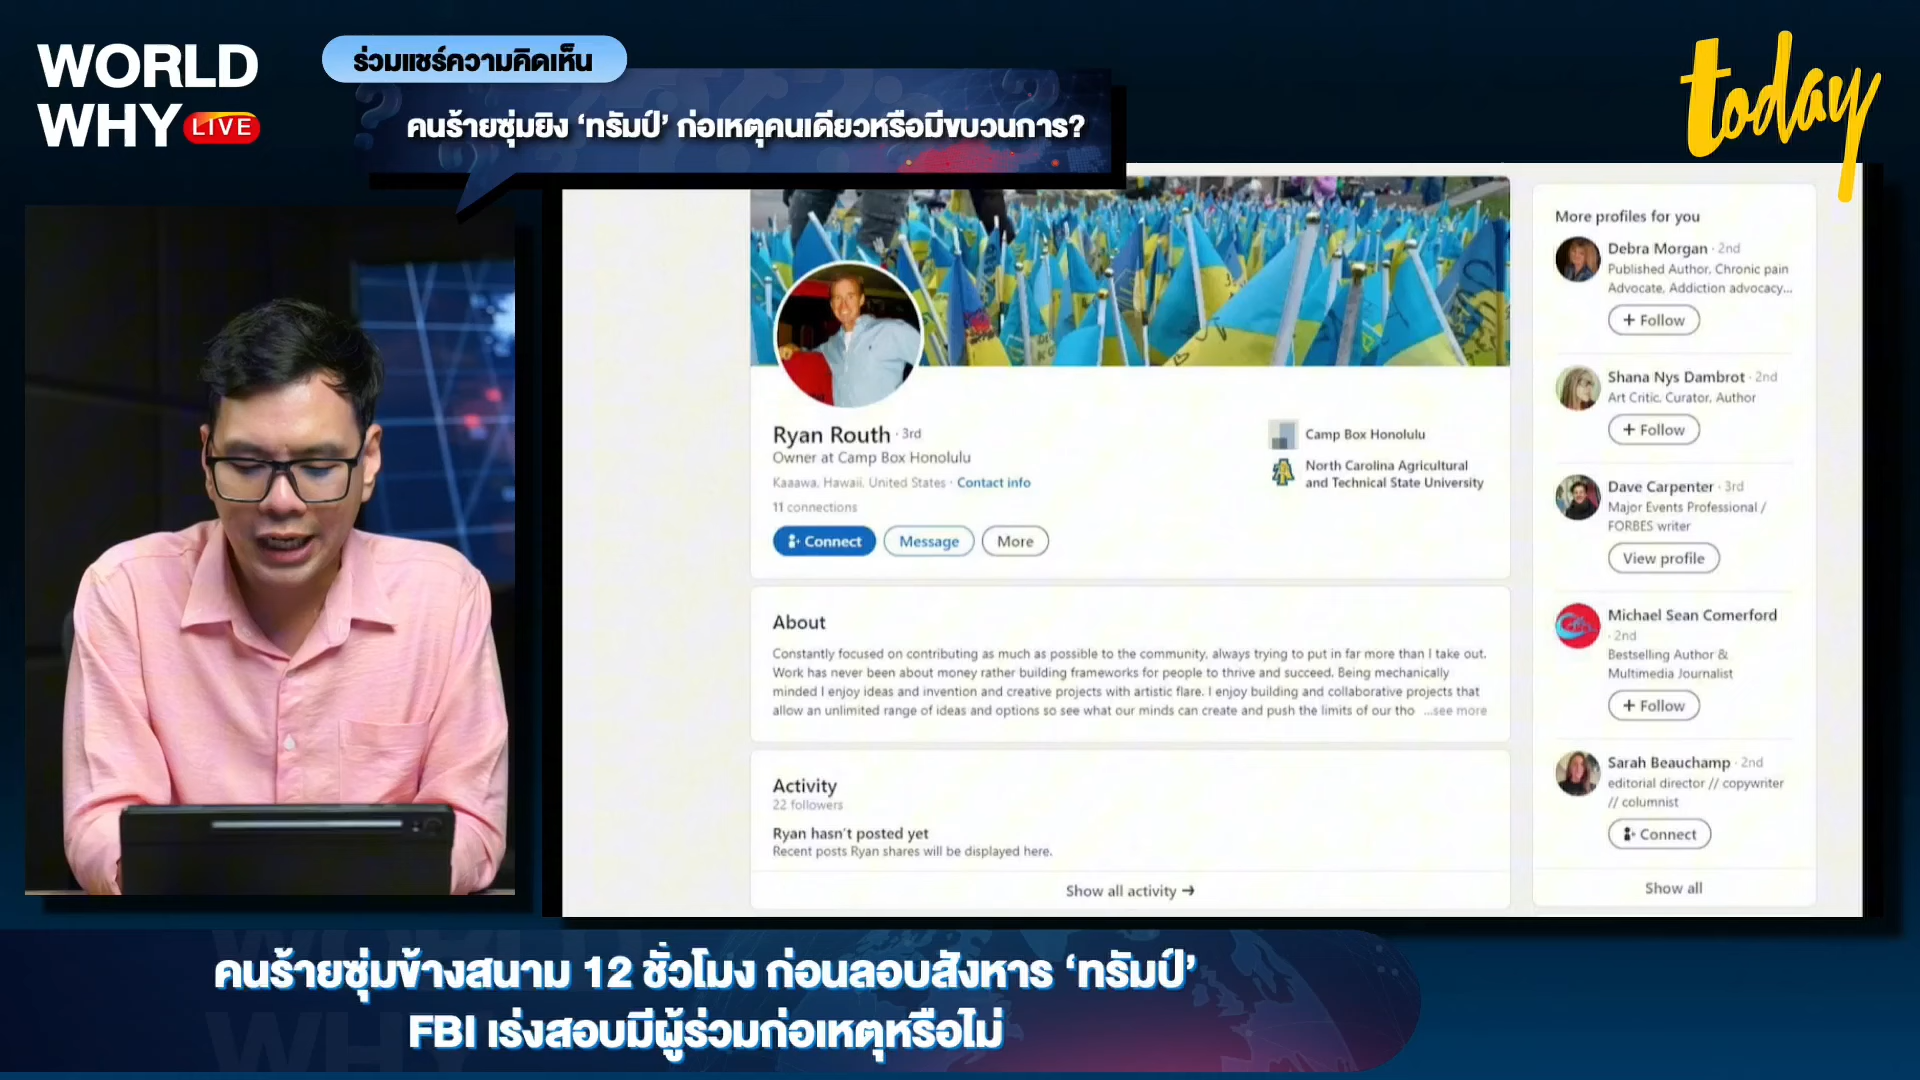 WORLD
WHY LIVE
ร่วมแชร์ความคิดเห็น
คนร้ายซุ่มยิง ‘ทรัมป์’ ก่อเหตุคนเดียวหรือมีขบวนการ?
today
Ryan Routh · 3rd
Owner at Camp Box Honolulu
Kaaawa, Hawaii, United States · Contact info
11 connections
Connect
Message
More
Camp Box Honolulu
North Carolina Agricultural
and Technical State University
About
Constantly focused on contributing as much as possible to the community, always trying to put in far more than I take out.
Work has never been about money rather building frameworks for people to thrive and succeed. Being mechanically
minded I enjoy ideas and invention and creative projects with artistic flare. I enjoy building and collaborative projects that
allow an unlimited range of ideas and options so see what our minds can create and push the limits of our tho ...see more
Activity
22 followers
Ryan hasn't posted yet
Recent posts Ryan shares will be displayed here.
Show all activity →
More profiles for you
Debra Morgan · 2nd
Published Author, Chronic pain
Advocate, Addiction advocacy...
+ Follow
Shana Nys Dambrot · 2nd
Art Critic, Curator, Author
+ Follow
Dave Carpenter · 3rd
Major Events Professional /
FORBES writer
View profile
Michael Sean Comerford
· 2nd
Bestselling Author &
Multimedia Journalist
+ Follow
Sarah Beauchamp · 2nd
editorial director // copywriter
// columnist
Connect
Show all
คนร้ายซุ่มข้างสนาม 12 ชั่วโมง ก่อนลอบสังหาร ‘ทรัมป์’
FBI เร่งสอบมีผู้ร่วมก่อเหตุหรือไม่